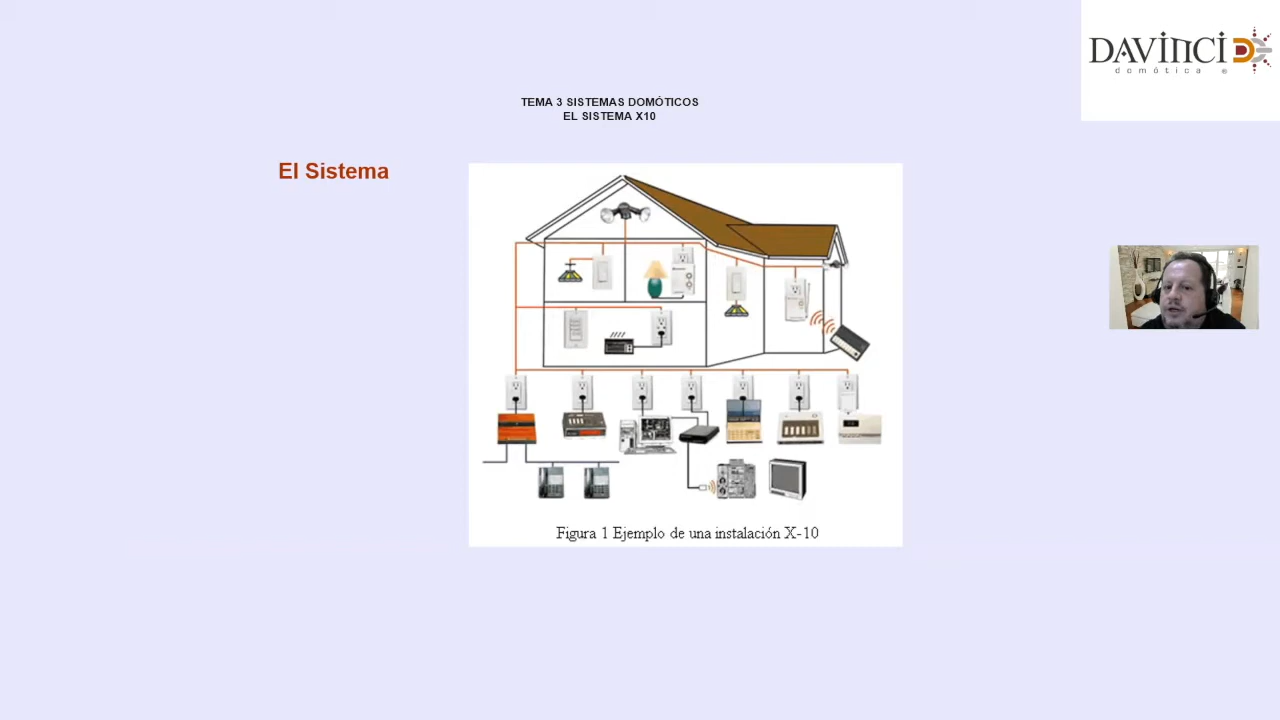 DAVINCI
domótica ®
TEMA 3 SISTEMAS DOMÓTICOS
EL SISTEMA X10
El Sistema
Figura 1 Ejemplo de una instalación X-10